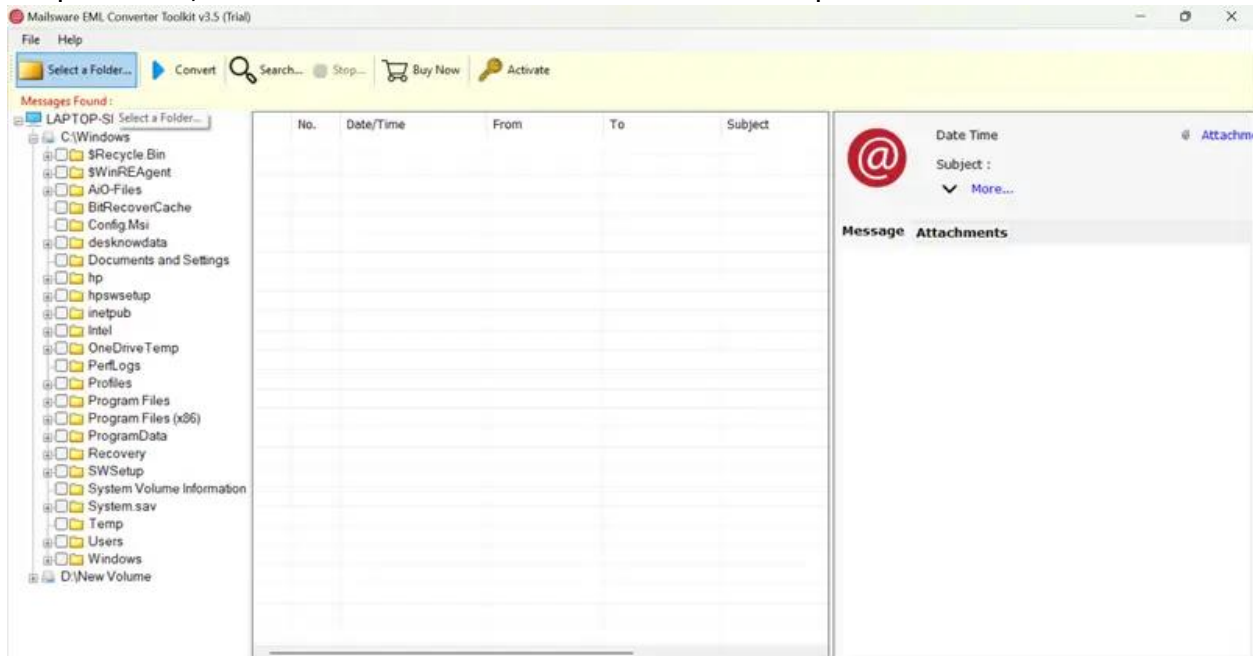 Mailsware EML Converter Toolkit v3.5 (Trial)
File Help
Select a Folder... Convert Search... Stop... Buy Now Activate
Messages Found :
LAPTOP-SI
Select a Folder...
C:\Windows
$Recycle.Bin
$WinREAgent
AiO-Files
BitRecoverCache
Config.Msi
desknowdata
Documents and Settings
hp
hpswsetup
inetpub
Intel
OneDriveTemp
PerfLogs
Profiles
Program Files
Program Files (x86)
ProgramData
Recovery
SWSetup
System Volume Information
System.sav
Temp
Users
Windows
D:\New Volume
No. Date/Time From To Subject
Date Time
Attachm
Subject :
More...
Message Attachments